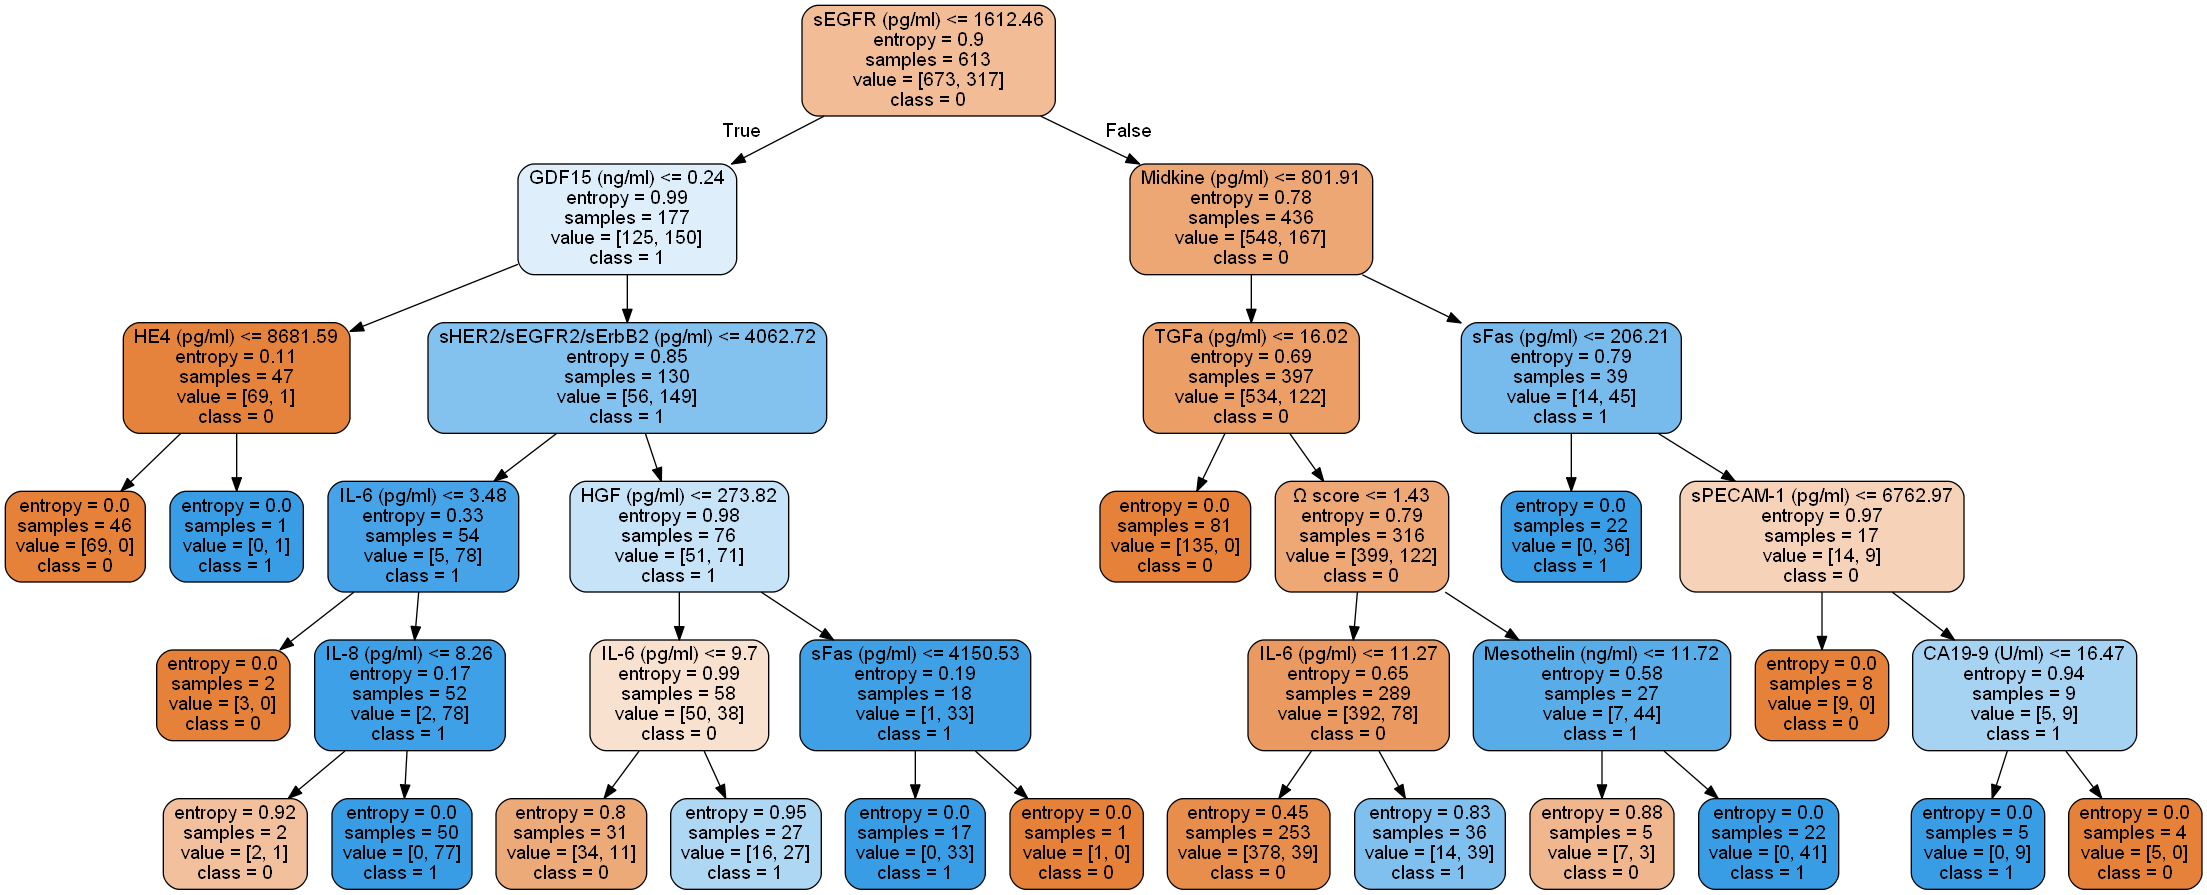 sEGFR (pg/ml) <= 1612.46
entropy = 0.9
samples = 613
value = [673, 317]
class = 0
True
False
GDF15 (ng/ml) <= 0.24
entropy = 0.99
samples = 177
value = [125, 150]
class = 1
Midkine (pg/ml) <= 801.91
entropy = 0.78
samples = 436
value = [548, 167]
class = 0
HE4 (pg/ml) <= 8681.59
entropy = 0.11
samples = 47
value = [69, 1]
class = 0
sHER2/sEGFR2/sErbB2 (pg/ml) <= 4062.72
entropy = 0.85
samples = 130
value = [56, 149]
class = 1
TGFa (pg/ml) <= 16.02
entropy = 0.69
samples = 397
value = [534, 122]
class = 0
sFas (pg/ml) <= 206.21
entropy = 0.79
samples = 39
value = [14, 45]
class = 1
entropy = 0.0
samples = 46
value = [69, 0]
class = 0
entropy = 0.0
samples = 1
value = [0, 1]
class = 1
IL-6 (pg/ml) <= 3.48
entropy = 0.33
samples = 54
value = [5, 78]
class = 1
HGF (pg/ml) <= 273.82
entropy = 0.98
samples = 76
value = [51, 71]
class = 1
entropy = 0.0
samples = 81
value = [135, 0]
class = 0
Ω score <= 1.43
entropy = 0.79
samples = 316
value = [399, 122]
class = 0
entropy = 0.0
samples = 22
value = [0, 36]
class = 1
sPECAM-1 (pg/ml) <= 6762.97
entropy = 0.97
samples = 17
value = [14, 9]
class = 0
entropy = 0.0
samples = 2
value = [3, 0]
class = 0
IL-8 (pg/ml) <= 8.26
entropy = 0.17
samples = 52
value = [2, 78]
class = 1
IL-6 (pg/ml) <= 9.7
entropy = 0.99
samples = 58
value = [50, 38]
class = 0
sFas (pg/ml) <= 4150.53
entropy = 0.19
samples = 18
value = [1, 33]
class = 1
IL-6 (pg/ml) <= 11.27
entropy = 0.65
samples = 289
value = [392, 78]
class = 0
Mesothelin (ng/ml) <= 11.72
entropy = 0.58
samples = 27
value = [7, 44]
class = 1
entropy = 0.0
samples = 8
value = [9, 0]
class = 0
CA19-9 (U/ml) <= 16.47
entropy = 0.94
samples = 9
value = [5, 9]
class = 1
entropy = 0.92
samples = 2
value = [2, 1]
class = 0
entropy = 0.0
samples = 50
value = [0, 77]
class = 1
entropy = 0.8
samples = 31
value = [34, 11]
class = 0
entropy = 0.95
samples = 27
value = [16, 27]
class = 1
entropy = 0.0
samples = 17
value = [0, 33]
class = 1
entropy = 0.0
samples = 1
value = [1, 0]
class = 0
entropy = 0.45
samples = 253
value = [378, 39]
class = 0
entropy = 0.83
samples = 36
value = [14, 39]
class = 1
entropy = 0.88
samples = 5
value = [7, 3]
class = 0
entropy = 0.0
samples = 22
value = [0, 41]
class = 1
entropy = 0.0
samples = 5
value = [0, 9]
class = 1
entropy = 0.0
samples = 4
value = [5, 0]
class = 0